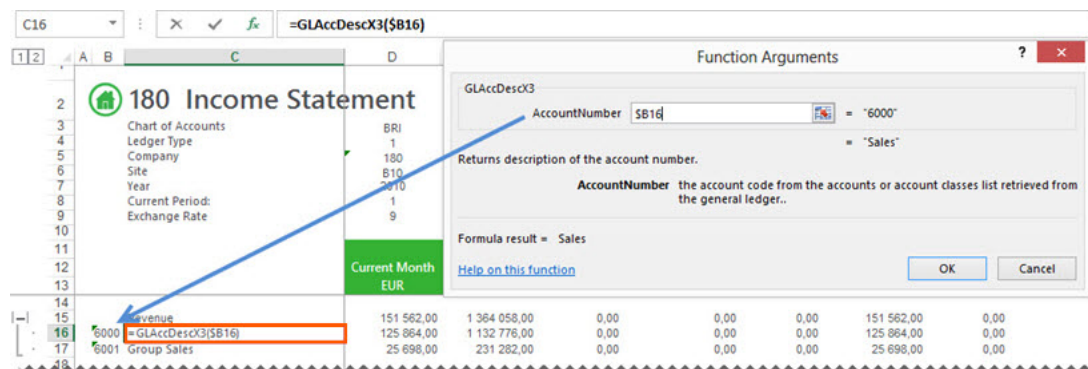 C16 fx =GLAccDescX3($B16)
1 2 A B C D
2 180 Income Statement
3 Chart of Accounts BRI
4 Ledger Type 1
5 Company 180
6 Site B10
7 Year 2010
8 Current Period: 1
9 Exchange Rate 9
10
11
12 Current Month
13 EUR
14
15 Revenue 151 562,00 1 364 058,00 0,00 0,00 0,00 151 562,00 0,00
16 6000 =GLAccDescX3($B16) 125 864,00 1 132 776,00 0,00 0,00 0,00 125 864,00 0,00
17 6001 Group Sales 25 698,00 231 282,00 0,00 0,00 0,00 25 698,00 0,00
18
Function Arguments ? ×
GLAccDescX3
AccountNumber $B16 = "6000"
= "Sales"
Returns description of the account number.
AccountNumber the account code from the accounts or account classes list retrieved from
the general ledger..
Formula result = Sales
Help on this function OK Cancel